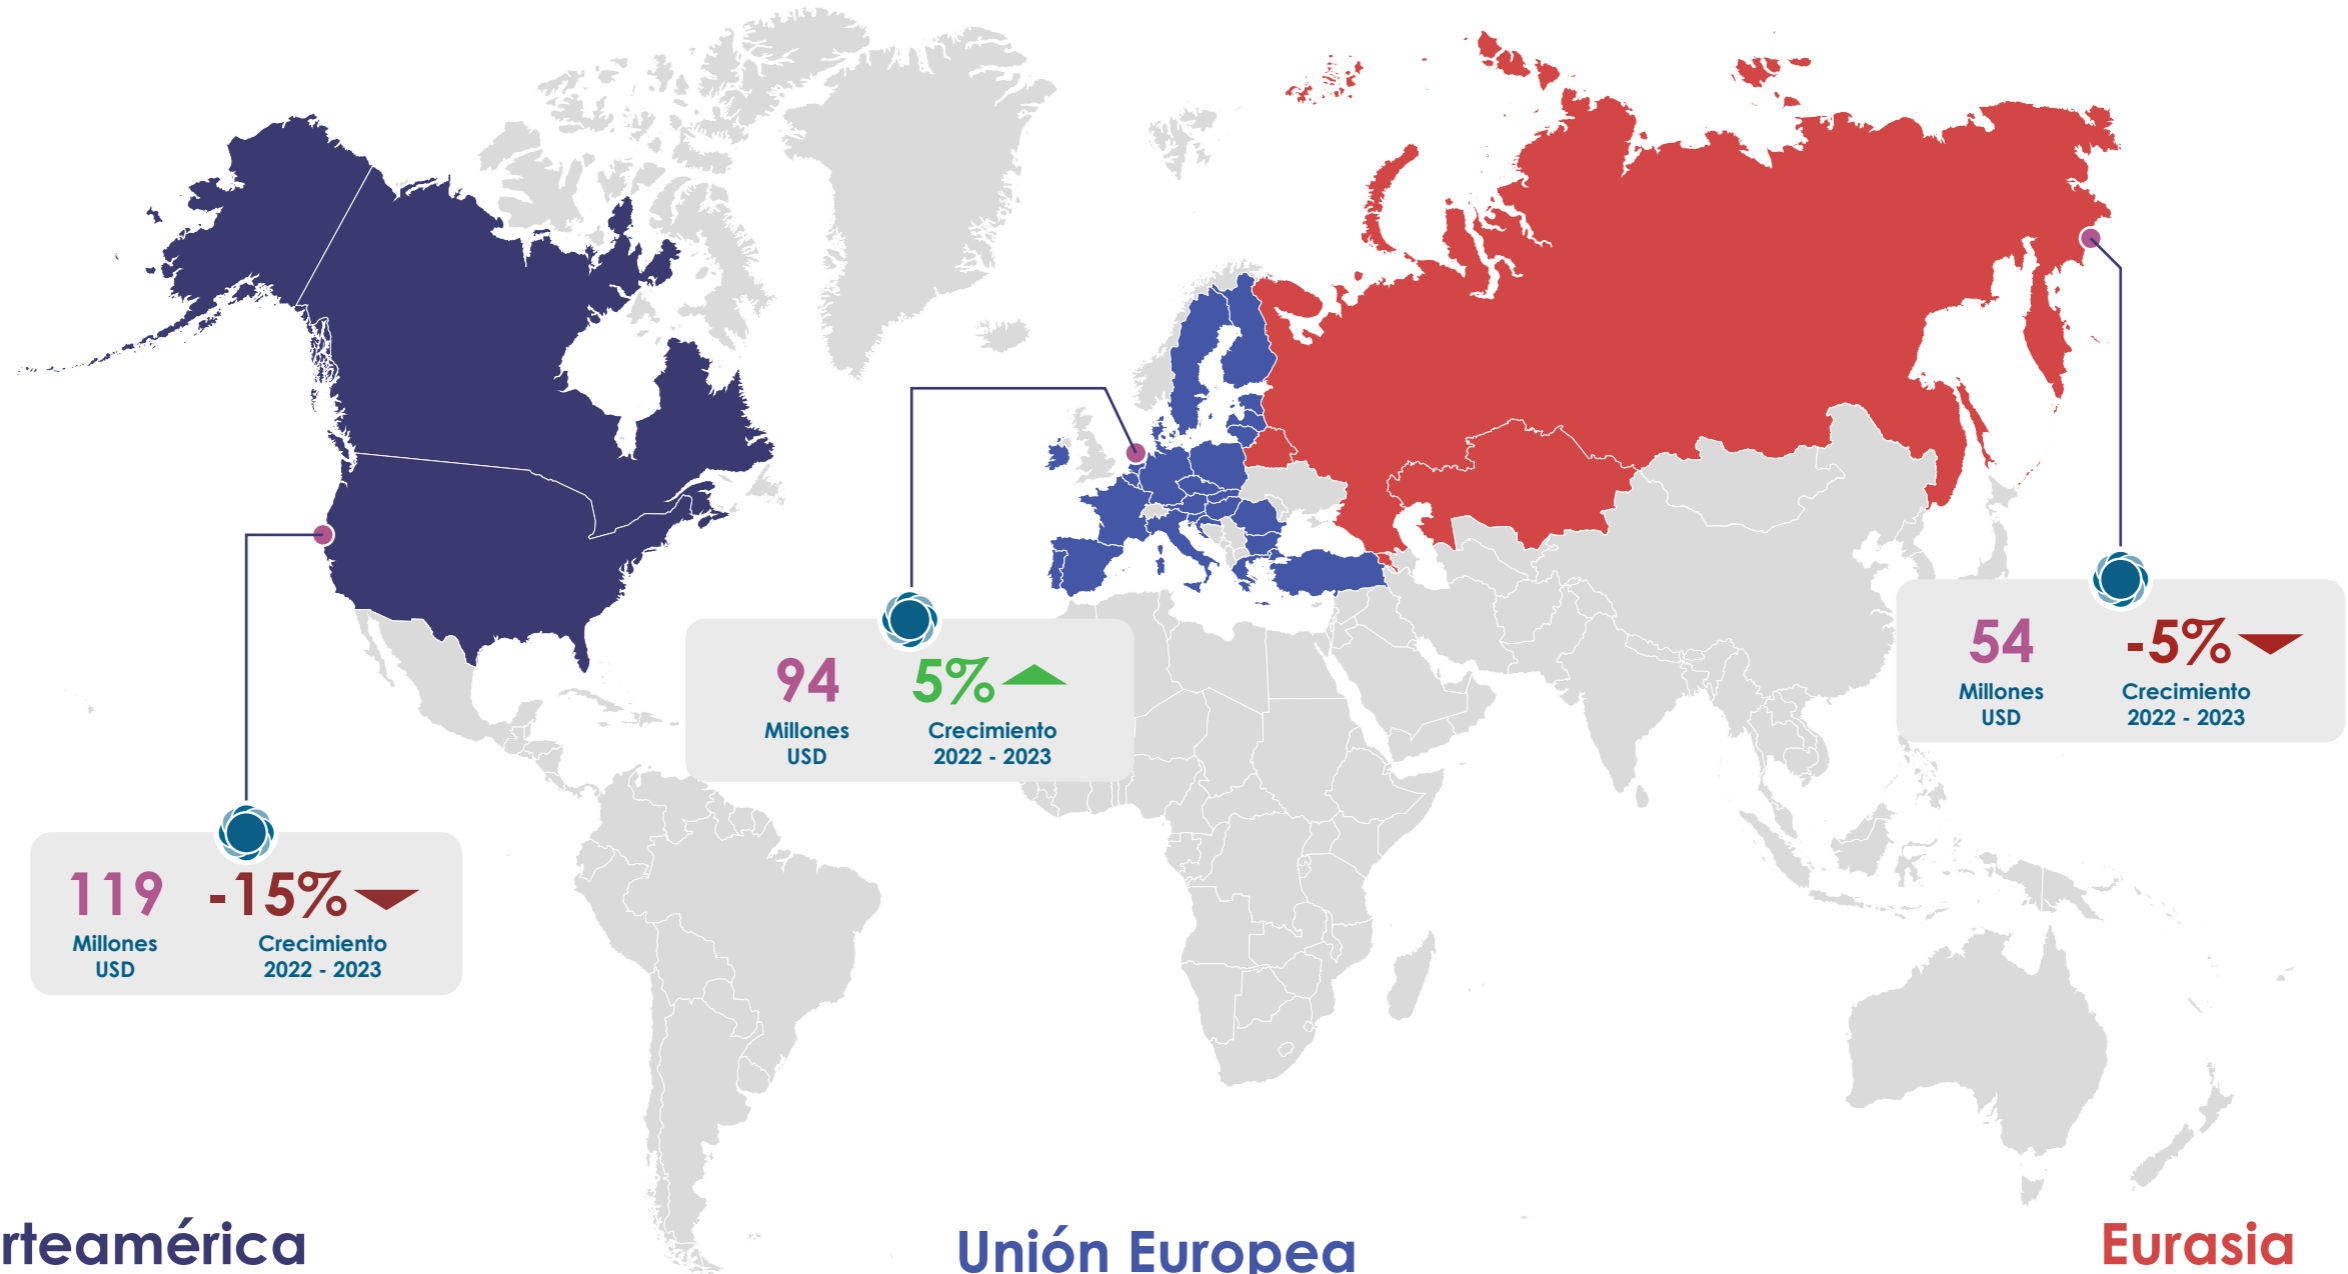 94
5%
Millones
USD
Crecimiento
2022 - 2023
54
-5%
Millones
USD
Crecimiento
2022 - 2023
119
-15%
Millones
USD
Crecimiento
2022 - 2023
rteamérica
Unión Europea
Eurasia